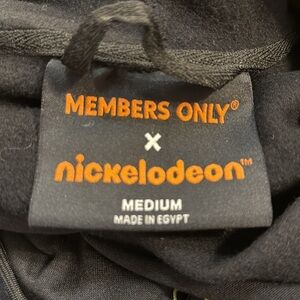 MEMBERS ONLY®
X
nickelodeon™
MEDIUM
MADE IN EGYPT